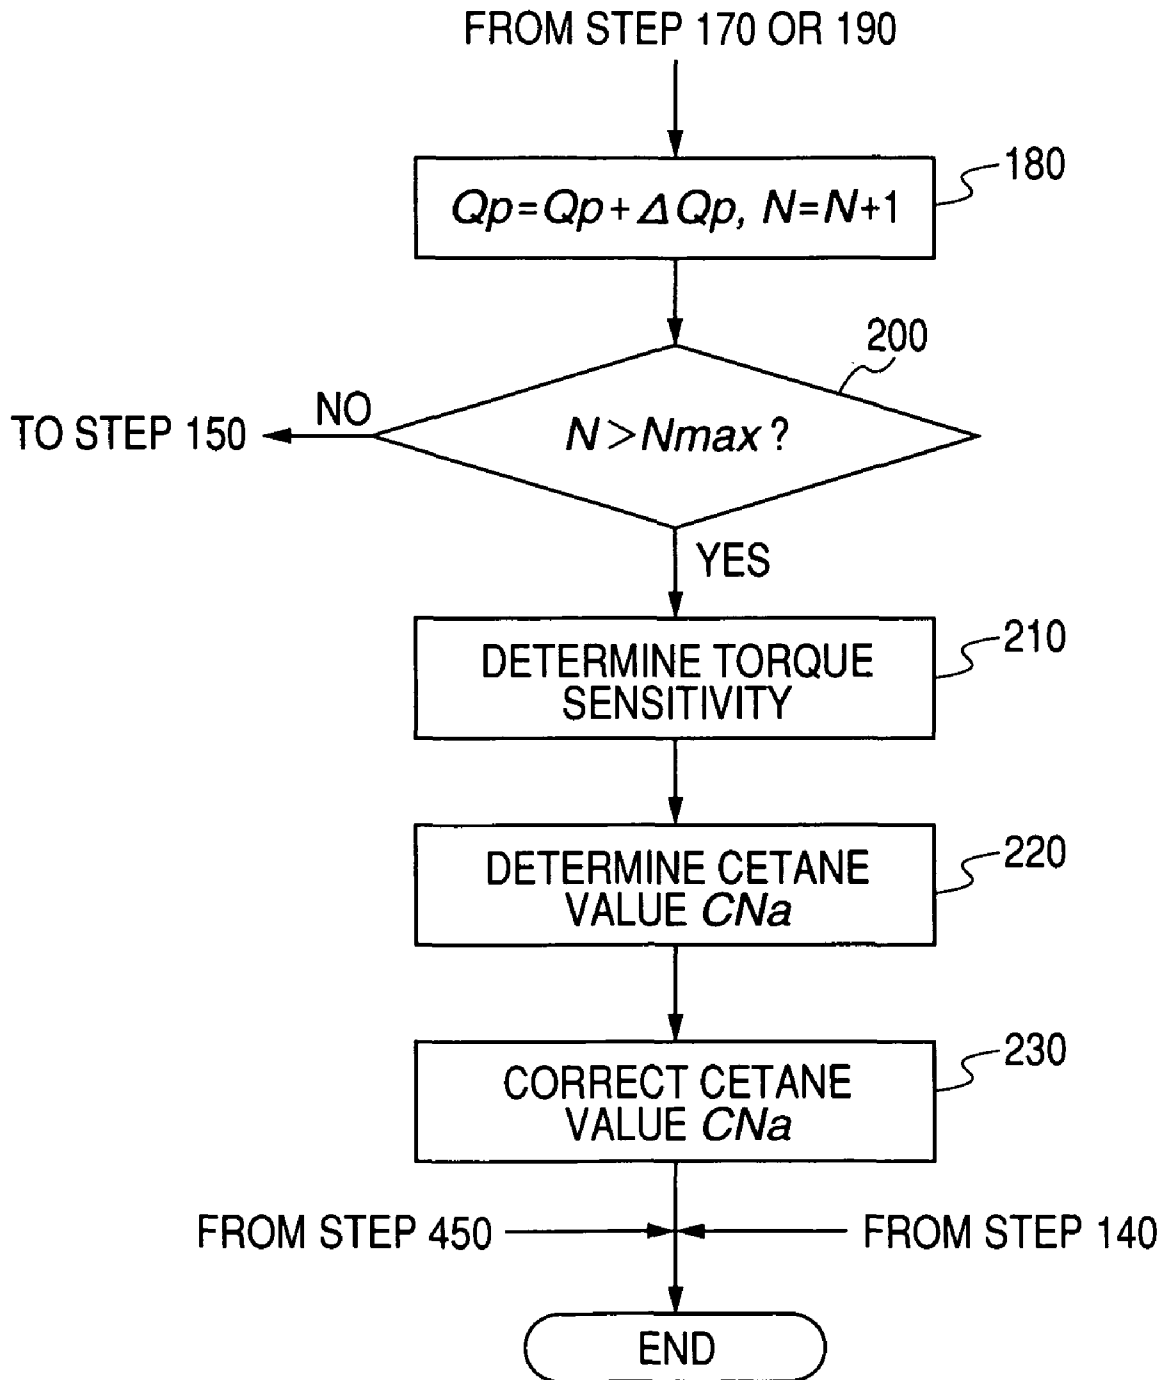 FROM STEP 170 OR 190
180
Qp=Qp+ΔQp, N=N+1
200
NO
TO STEP 150
N>Nmax?
YES
210
DETERMINE TORQUE
SENSITIVITY
220
DETERMINE CETANE
VALUE CNa
230
CORRECT CETANE
VALUE CNa
FROM STEP 450
FROM STEP 140
END